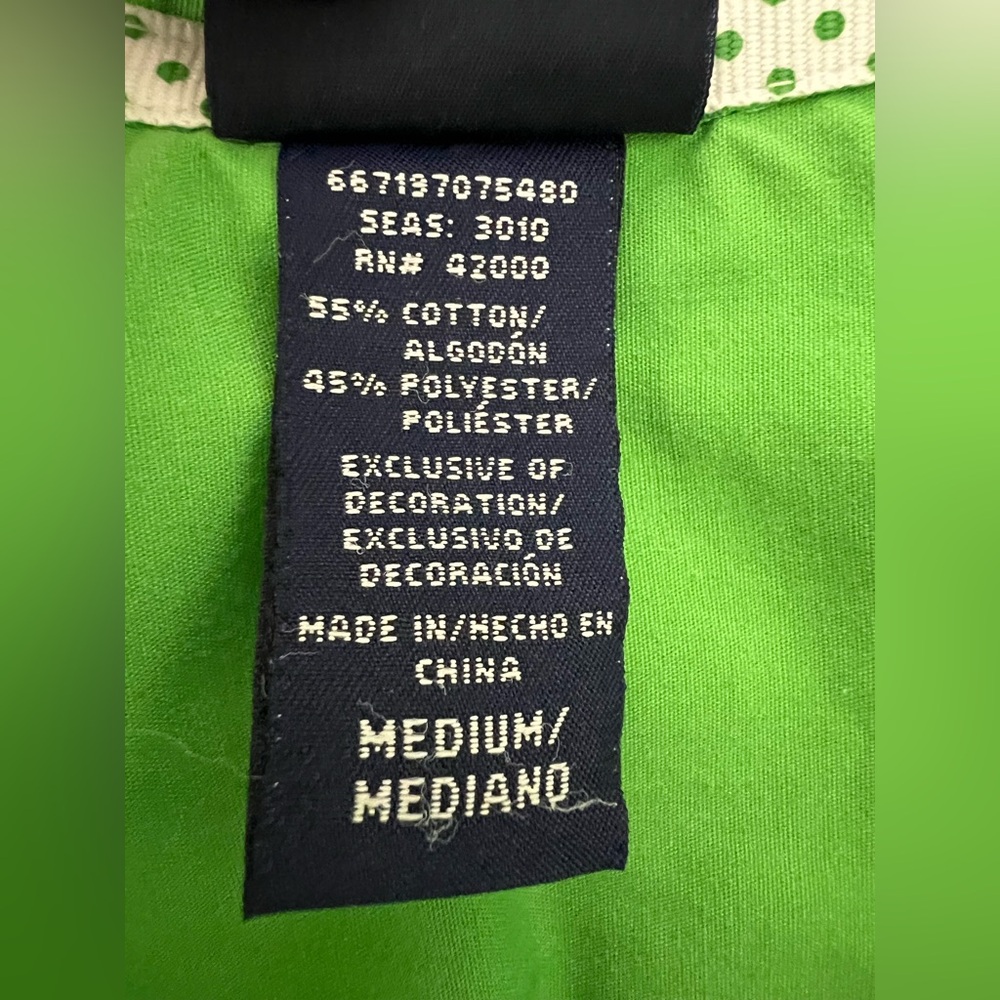 667197075480
SEAS: 3010
RN# 42000
55% COTTON/
ALGODÓN
45% POLYESTER/
POLIÉSTER
EXCLUSIVE OF
DECORATION/
EXCLUSIVO DE
DECORACIÓN
MADE IN/HECHO EN
CHINA
MEDIUM/
MEDIANO